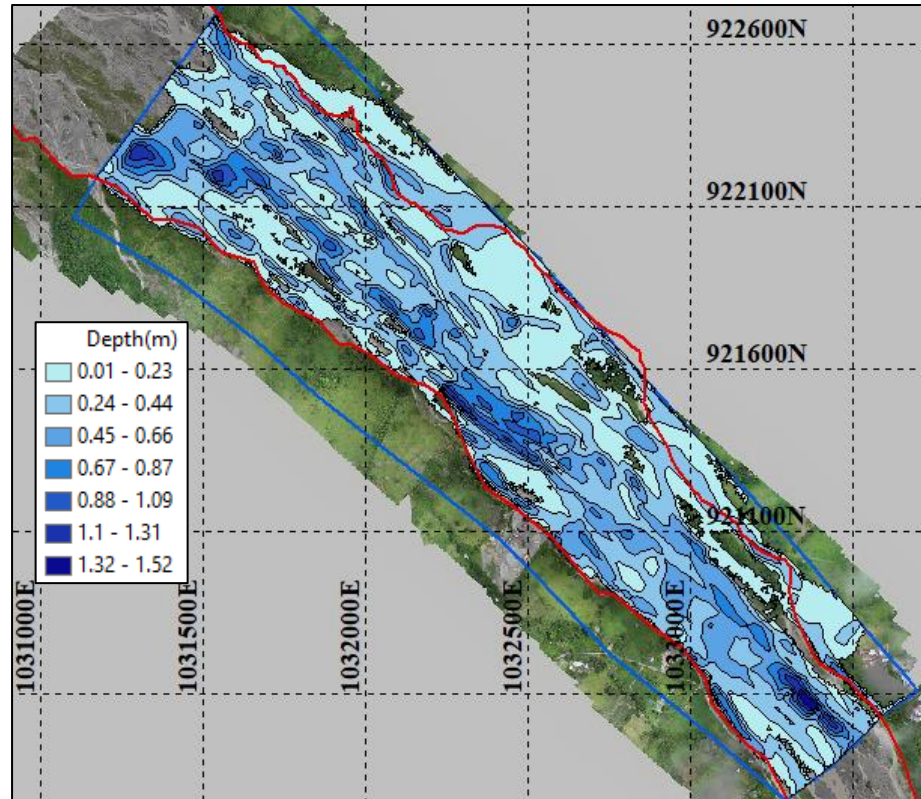 922600N
922100N
921600N
921100N
Depth(m)
0.01 - 0.23
0.24 - 0.44
0.45 - 0.66
0.67 - 0.87
0.88 - 1.09
1.1 - 1.31
1.32 - 1.52
1031000E
1031500E
1032000E
1032500E
1033000E